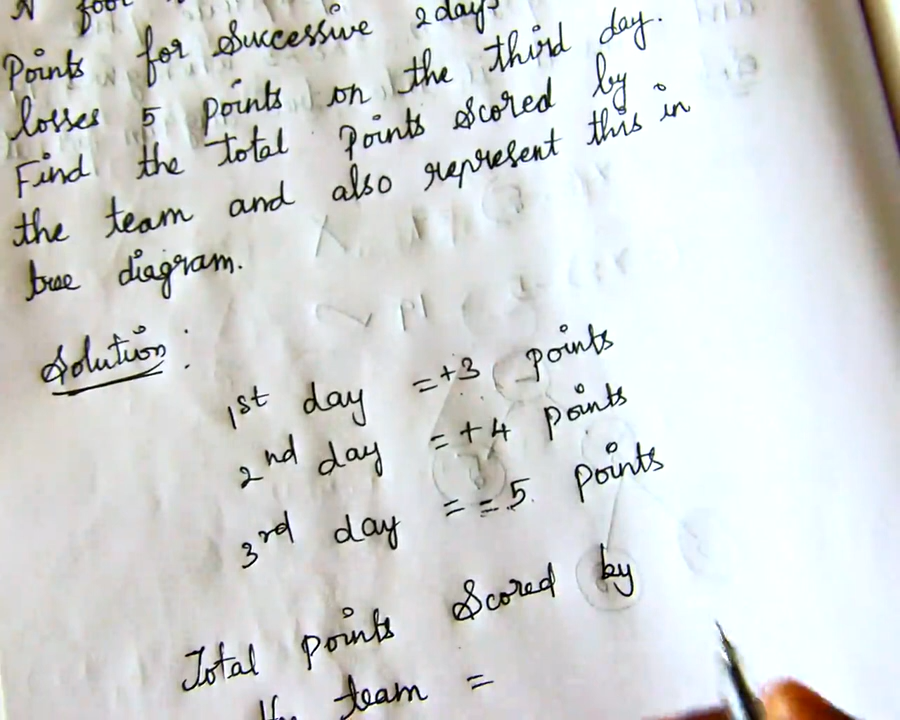 Points for Successive 2 days
losses 5 points on the third day.
Find the total points scored by
the team and also represent this in
tree diagram.
Solution :
1st day = +3 points
2nd day = + 4 points
3rd day = - 5 points
Total points Scored by
the team =